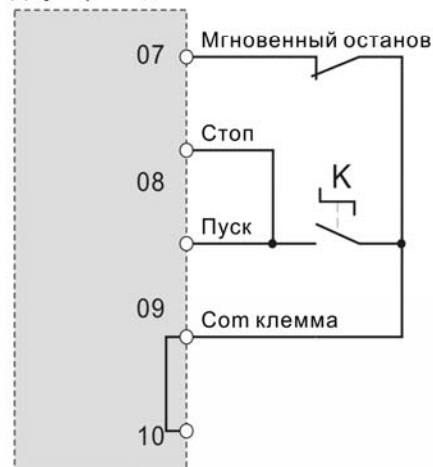 07
Мгновенный останов
Стоп
08
К
Пуск
09
Com клемма
10